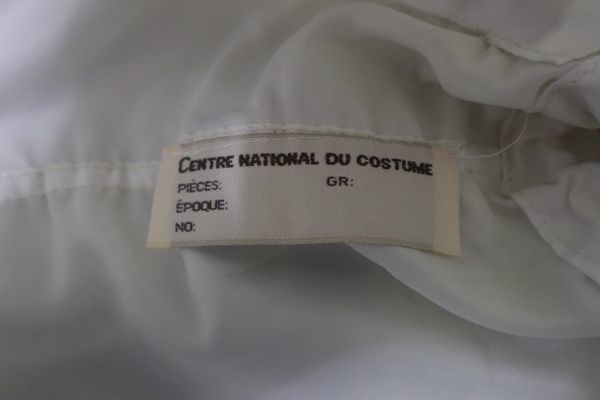 CENTRE NATIONAL DU COSTUME
PIÈCES: GR:
ÉPOQUE:
NO: